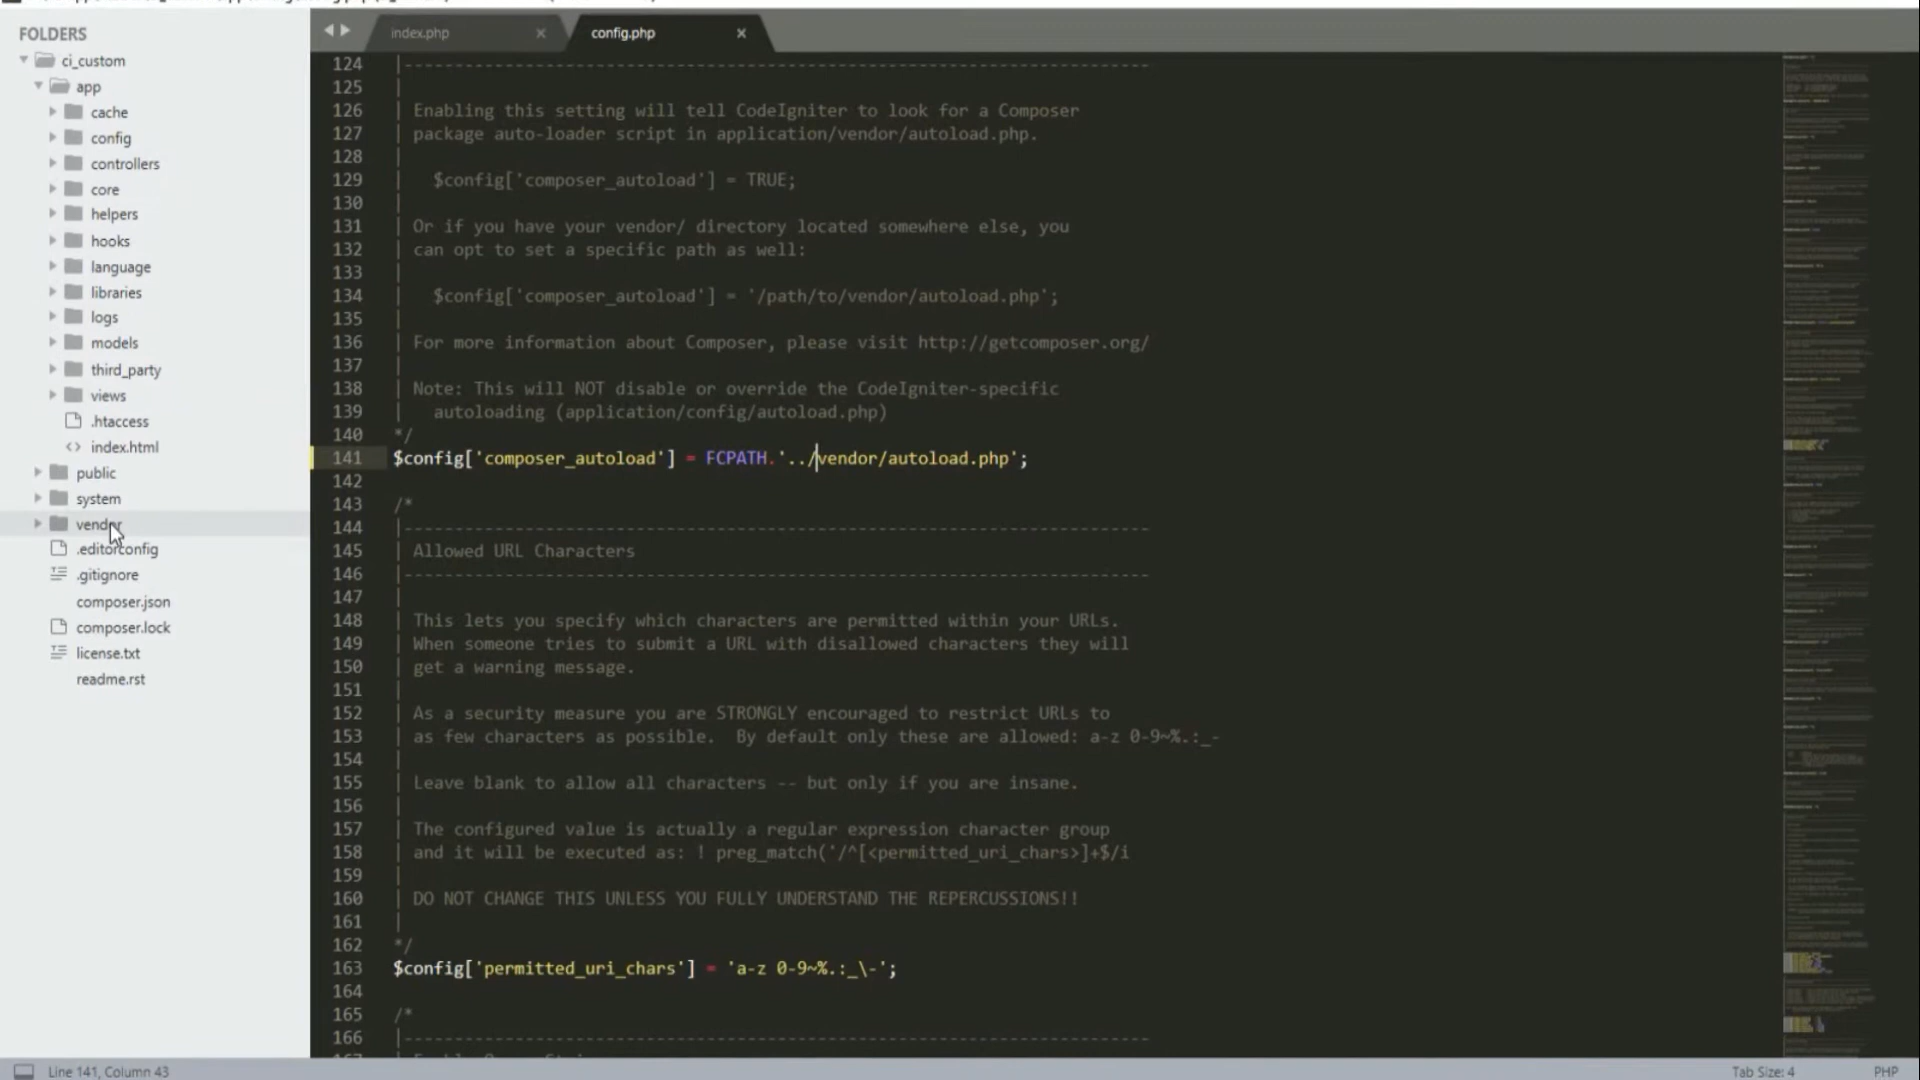 FOLDERS
ci_custom
app
cache
config
controllers
core
helpers
hooks
language
libraries
logs
models
third_party
views
.htaccess
index.html
public
system
vendor
.editorconfig
.gitignore
composer.json
composer.lock
license.txt
readme.rst
index.php
config.php
124 |--------------------------------------------------------------------------
125 |
126 | Enabling this setting will tell CodeIgniter to look for a Composer
127 | package auto-loader script in application/vendor/autoload.php.
128 |
129 |   $config['composer_autoload'] = TRUE;
130 |
131 | Or if you have your vendor/ directory located somewhere else, you
132 | can opt to set a specific path as well:
133 |
134 |   $config['composer_autoload'] = '/path/to/vendor/autoload.php';
135 |
136 | For more information about Composer, please visit http://getcomposer.org/
137 |
138 | Note: This will NOT disable or override the CodeIgniter-specific
139 |   autoloading (application/config/autoload.php)
140 */
141 $config['composer_autoload'] = FCPATH.'../vendor/autoload.php';
142
143 /*
144 |--------------------------------------------------------------------------
145 | Allowed URL Characters
146 |--------------------------------------------------------------------------
147 |
148 | This lets you specify which characters are permitted within your URLs.
149 | When someone tries to submit a URL with disallowed characters they will
150 | get a warning message.
151 |
152 | As a security measure you are STRONGLY encouraged to restrict URLs to
153 | as few characters as possible.  By default only these are allowed: a-z 0-9~%.:_-
154 |
155 | Leave blank to allow all characters -- but only if you are insane.
156 |
157 | The configured value is actually a regular expression character group
158 | and it will be executed as: ! preg_match('/^[<permitted_uri_chars>]+$/i
159 |
160 | DO NOT CHANGE THIS UNLESS YOU FULLY UNDERSTAND THE REPERCUSSIONS!!
161 |
162 */
163 $config['permitted_uri_chars'] = 'a-z 0-9~%.:_\-';
164
165 /*
166 |--------------------------------------------------------------------------
Line 141, Column 43
Tab Size: 4
PHP